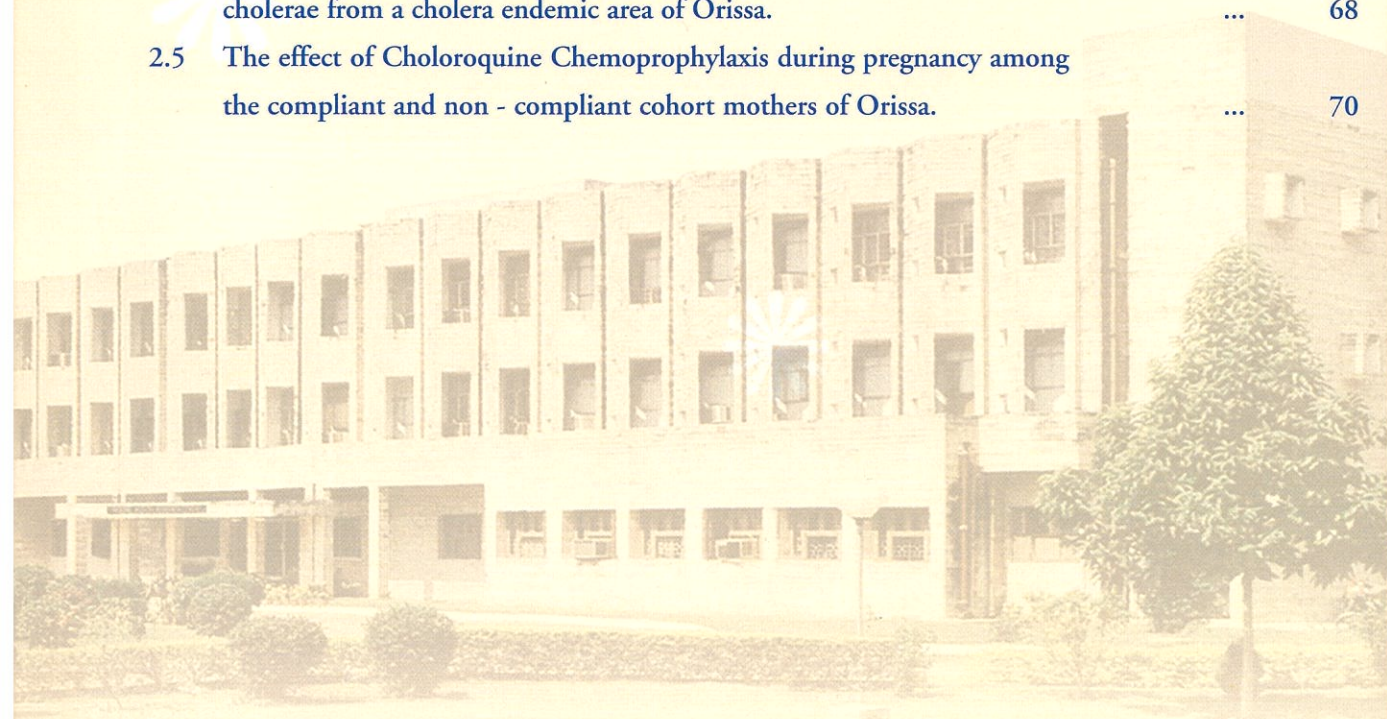 cholerae from a cholera endemic area of Orissa. ... 68
2.5 The effect of Choloroquine Chemoprophylaxis during pregnancy among
the compliant and non - compliant cohort mothers of Orissa. ... 70